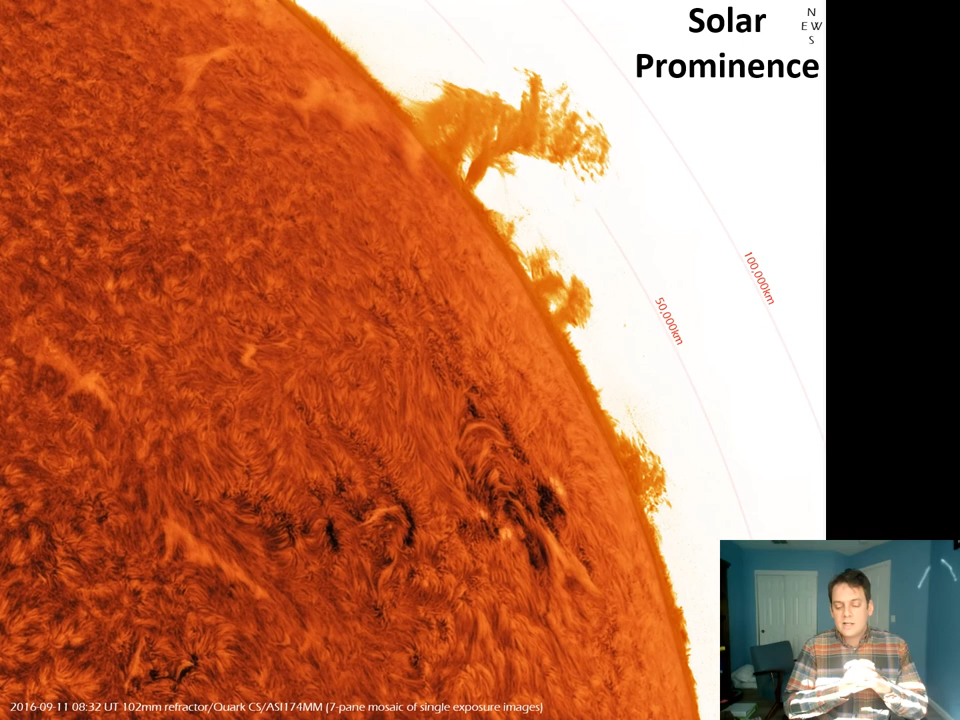 Solar
Prominence
N
E W
S
100,000km
50,000km
2016-09-11 08:32 UT 102mm refractor/Quark CS/ASI174MM (7-pane mosaic of single exposure images)